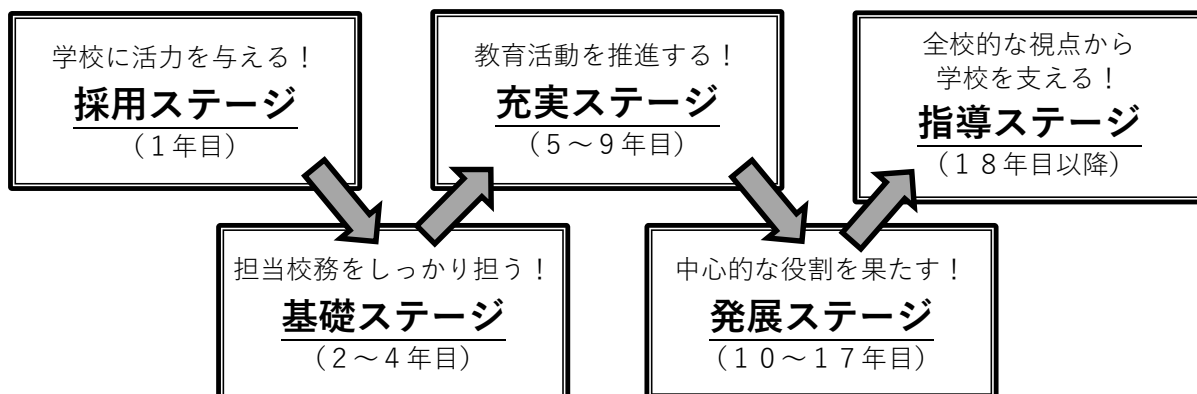 学校に活力を与える！
採用ステージ
（１年目）
担当校務をしっかり担う！
基礎ステージ
（２～４年目）
教育活動を推進する！
充実ステージ
（５～９年目）
中心的な役割を果たす！
発展ステージ
（１０～１７年目）
全校的な視点から
学校を支える！
指導ステージ
（１８年目以降）